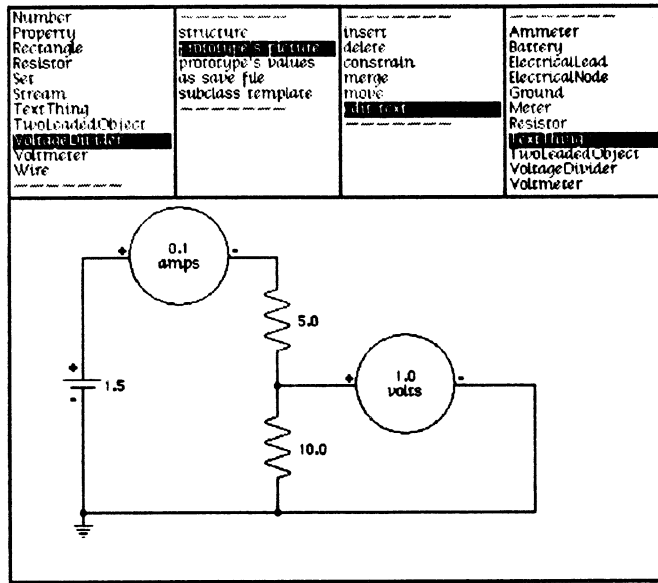 Number
Property
Rectangle
Resistor
Set
Stream
TextThing
TwoLeadedObject
VoltageDivider
Voltmeter
Wire
structure
prototype's picture
prototype's values
as save file
subclass template
insert
delete
constrain
merge
move
edit text
Ammeter
Battery
ElectricalLead
ElectricalNode
Ground
Meter
Resistor
TextThing
TwoLeadedObject
VoltageDivider
Voltmeter
0.1
amps
+ -
5.0
+
1.5
-
1.0
volts
+ -
10.0